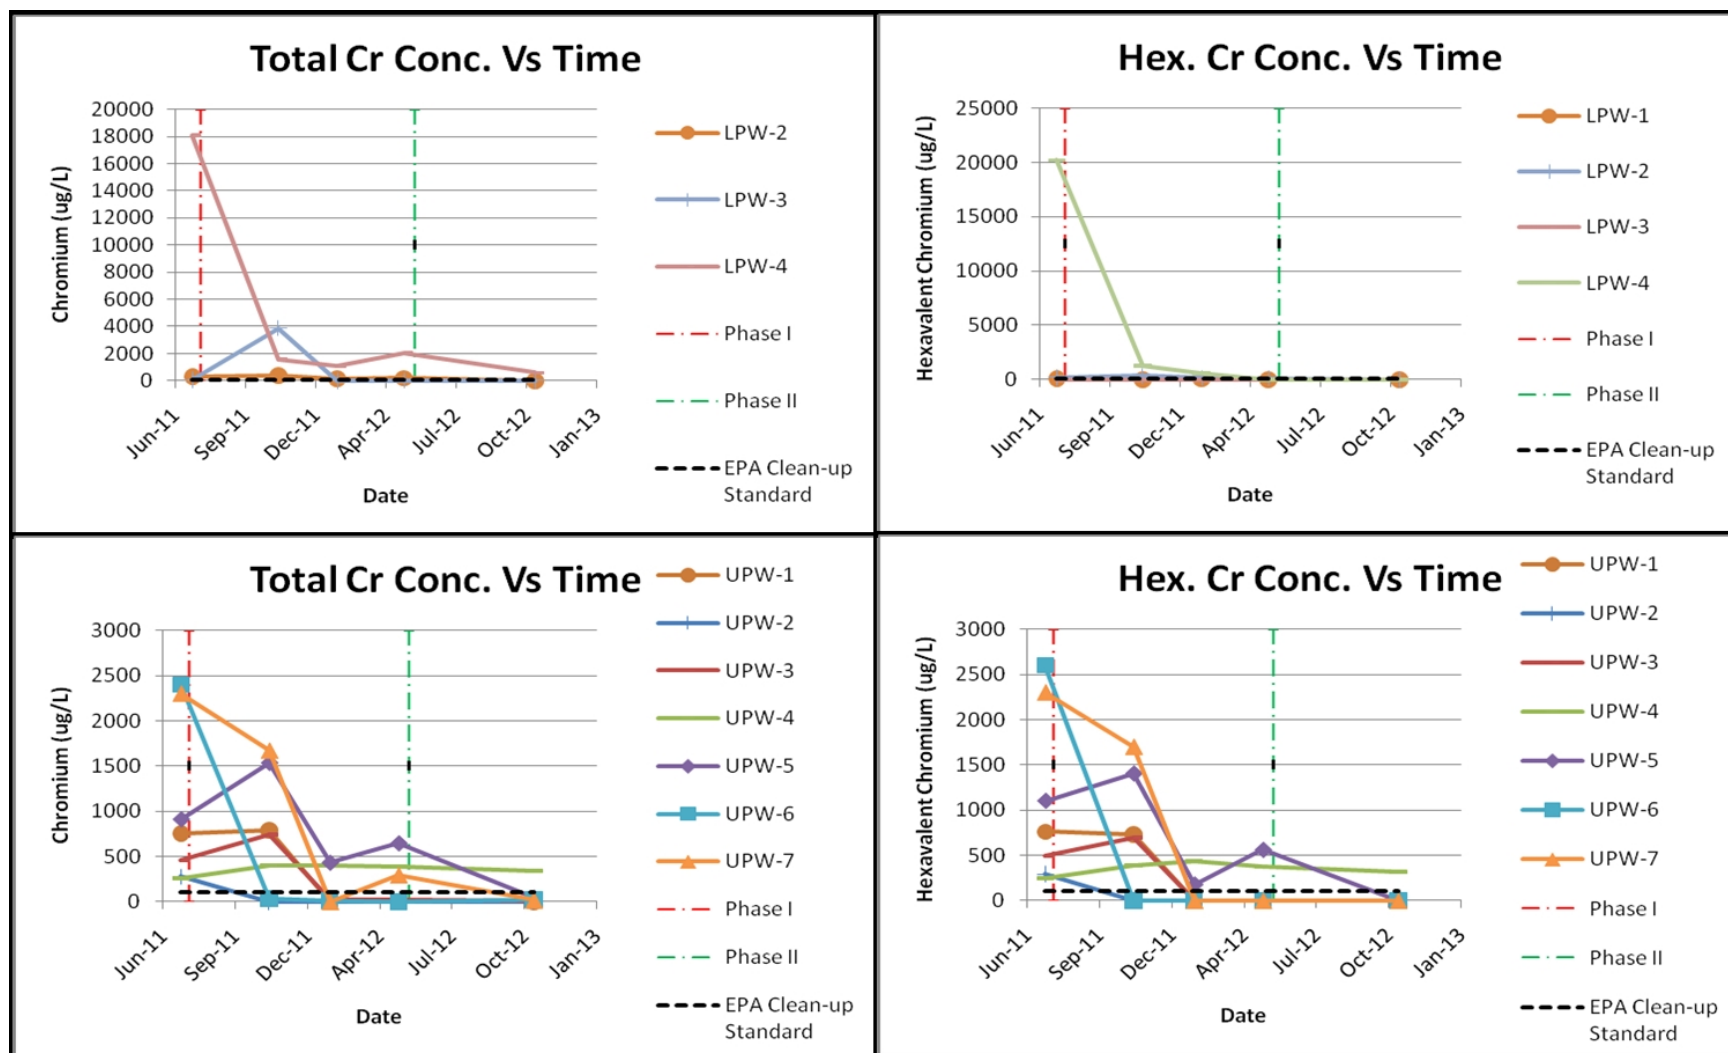 Total Cr Conc. Vs Time
Chromium (ug/L)
20000
18000
16000
14000
12000
10000
8000
6000
4000
2000
0
Jun-11
Sep-11
Dec-11
Apr-12
Jul-12
Oct-12
Jan-13
Date
LPW-2
LPW-3
LPW-4
Phase I
Phase II
EPA Clean-up
Standard
Hex. Cr Conc. Vs Time
Hexavalent Chromium (ug/L)
25000
20000
15000
10000
5000
0
Jun-11
Sep-11
Dec-11
Apr-12
Jul-12
Oct-12
Jan-13
Date
LPW-1
LPW-2
LPW-3
LPW-4
Phase I
Phase II
EPA Clean-up
Standard
Total Cr Conc. Vs Time
Chromium (ug/L)
3000
2500
2000
1500
1000
500
0
Jun-11
Sep-11
Dec-11
Apr-12
Jul-12
Oct-12
Jan-13
Date
UPW-1
UPW-2
UPW-3
UPW-4
UPW-5
UPW-6
UPW-7
Phase I
Phase II
EPA Clean-up
Standard
Hex. Cr Conc. Vs Time
Hexavalent Chromium (ug/L)
3000
2500
2000
1500
1000
500
0
Jun-11
Sep-11
Dec-11
Apr-12
Jul-12
Oct-12
Jan-13
Date
UPW-1
UPW-2
UPW-3
UPW-4
UPW-5
UPW-6
UPW-7
Phase I
Phase II
EPA Clean-up
Standard